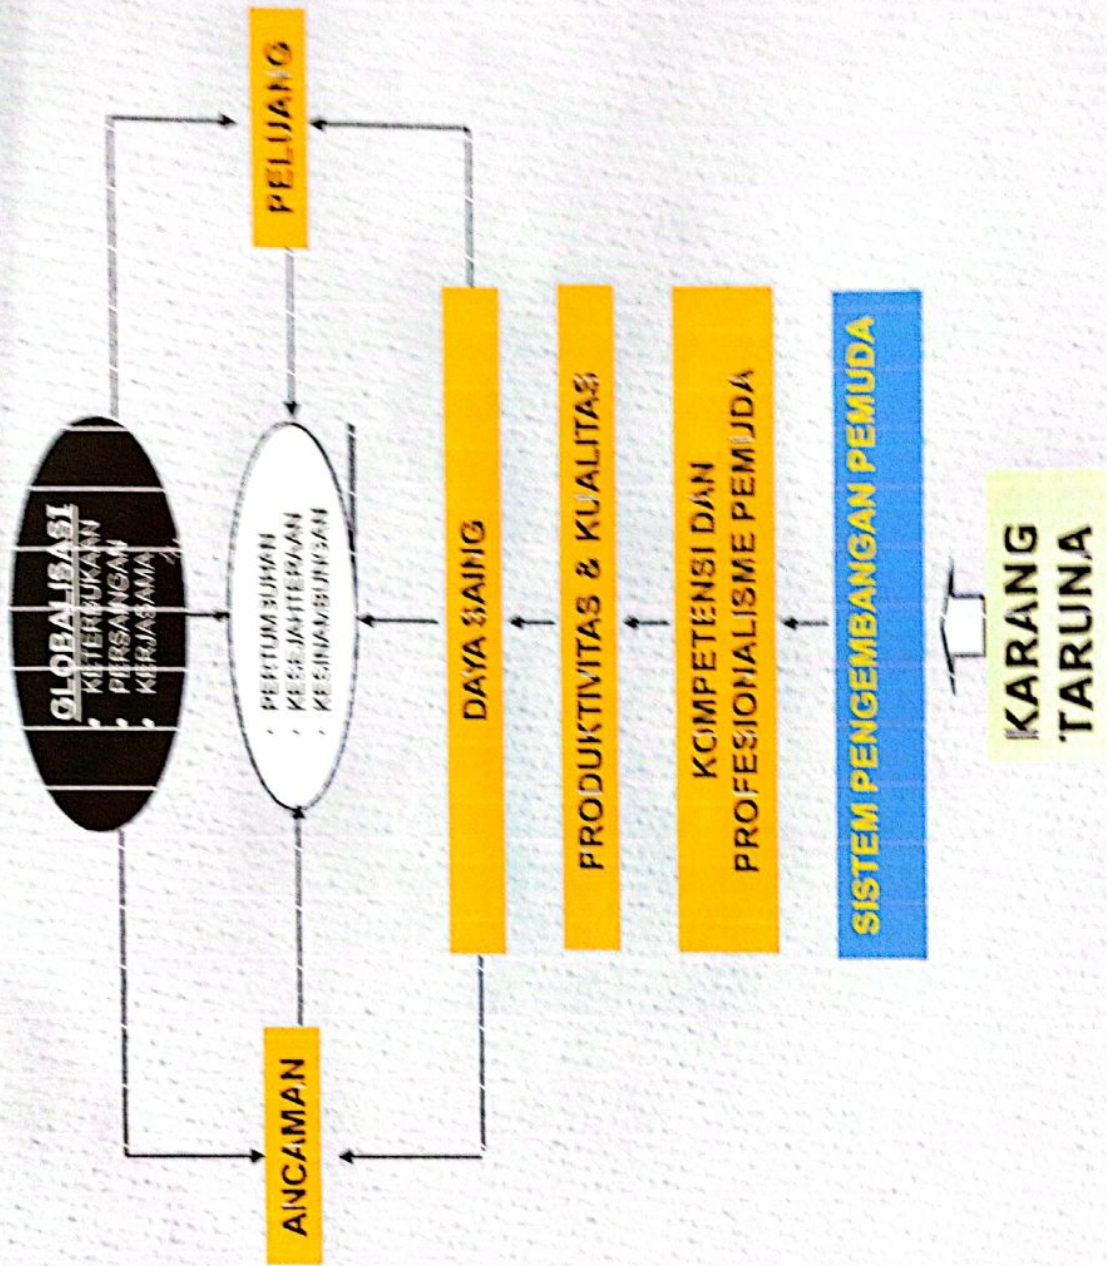 GLOBALISASI
• KETERBUKAAN
• PERSAINGAN
• KERJASAMA
ANCAMAN
• PERTUMBUHAN
• KESEJAHTERAAN
• KESINAMBUNGAN
PELUANG
DAYA SAING
PRODUKTIVITAS & KUALITAS
KOMPETENSI DAN
PROFESIONALISME PEMUDA
SISTEM PENGEMBANGAN PEMUDA
KARANG
TARUNA